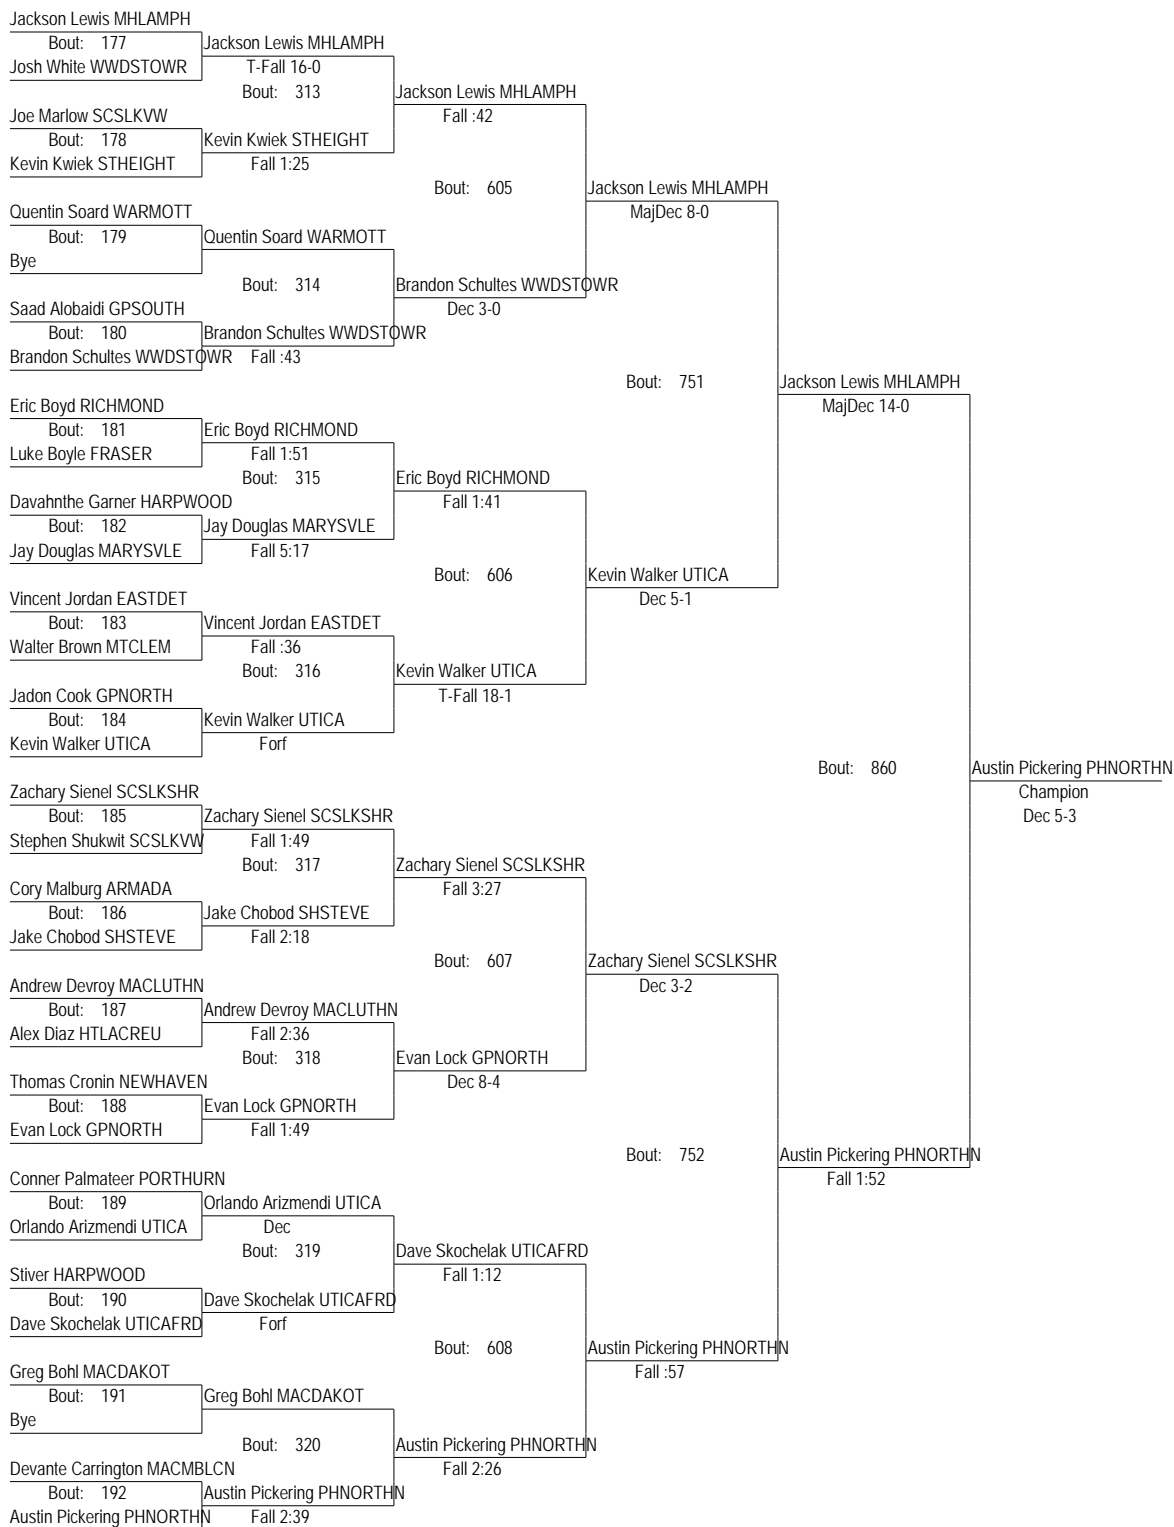 Jackson Lewis MHLAMPH
Bout: 177
Jackson Lewis MHLAMPH
Josh White WWDSTOWR
T-Fall 16-0
Bout: 313
Jackson Lewis MHLAMPH
Joe Marlow SCSLKVW
Fall :42
Bout: 178
Kevin Kwiek STHEIGHT
Kevin Kwiek STHEIGHT
Fall 1:25
Bout: 605
Jackson Lewis MHLAMPH
Quentin Soard WARMOTT
MajDec 8-0
Bout: 179
Quentin Soard WARMOTT
Bye
Bout: 314
Brandon Schultes WWDSTOWR
Saad Alobaidi GPSOUTH
Dec 3-0
Bout: 180
Brandon Schultes WWDSTOWR
Brandon Schultes WWDSTOWR
Fall :43
Bout: 751
Jackson Lewis MHLAMPH
Eric Boyd RICHMOND
MajDec 14-0
Bout: 181
Eric Boyd RICHMOND
Luke Boyle FRASER
Fall 1:51
Bout: 315
Eric Boyd RICHMOND
Davahnthe Garner HARPWOOD
Fall 1:41
Bout: 182
Jay Douglas MARYSVLE
Jay Douglas MARYSVLE
Fall 5:17
Bout: 606
Kevin Walker UTICA
Vincent Jordan EASTDET
Dec 5-1
Bout: 183
Vincent Jordan EASTDET
Walter Brown MTCLEM
Fall :36
Bout: 316
Kevin Walker UTICA
Jadon Cook GPNORTH
T-Fall 18-1
Bout: 184
Kevin Walker UTICA
Kevin Walker UTICA
Forf
Bout: 860
Austin Pickering PHNORTHN
Zachary Sienel SCSLKSHR
Champion
Bout: 185
Zachary Sienel SCSLKSHR
Dec 5-3
Stephen Shukwit SCSLKVW
Fall 1:49
Bout: 317
Zachary Sienel SCSLKSHR
Cory Malburg ARMADA
Fall 3:27
Bout: 186
Jake Chobod SHSTEVE
Jake Chobod SHSTEVE
Fall 2:18
Bout: 607
Zachary Sienel SCSLKSHR
Andrew Devroy MACLUTHN
Dec 3-2
Bout: 187
Andrew Devroy MACLUTHN
Alex Diaz HTLACREU
Fall 2:36
Bout: 318
Evan Lock GPNORTH
Thomas Cronin NEWHAVEN
Dec 8-4
Bout: 188
Evan Lock GPNORTH
Evan Lock GPNORTH
Fall 1:49
Bout: 752
Austin Pickering PHNORTHN
Conner Palmateer PORTHURN
Fall 1:52
Bout: 189
Orlando Arizmendi UTICA
Orlando Arizmendi UTICA
Dec
Bout: 319
Dave Skochelak UTICAFRD
Stiver HARPWOOD
Fall 1:12
Bout: 190
Dave Skochelak UTICAFRD
Dave Skochelak UTICAFRD
Forf
Bout: 608
Austin Pickering PHNORTHN
Greg Bohl MACDAKOT
Fall :57
Bout: 191
Greg Bohl MACDAKOT
Bye
Bout: 320
Austin Pickering PHNORTHN
Devante Carrington MACMBLCN
Fall 2:26
Bout: 192
Austin Pickering PHNORTHN
Austin Pickering PHNORTHN
Fall 2:39